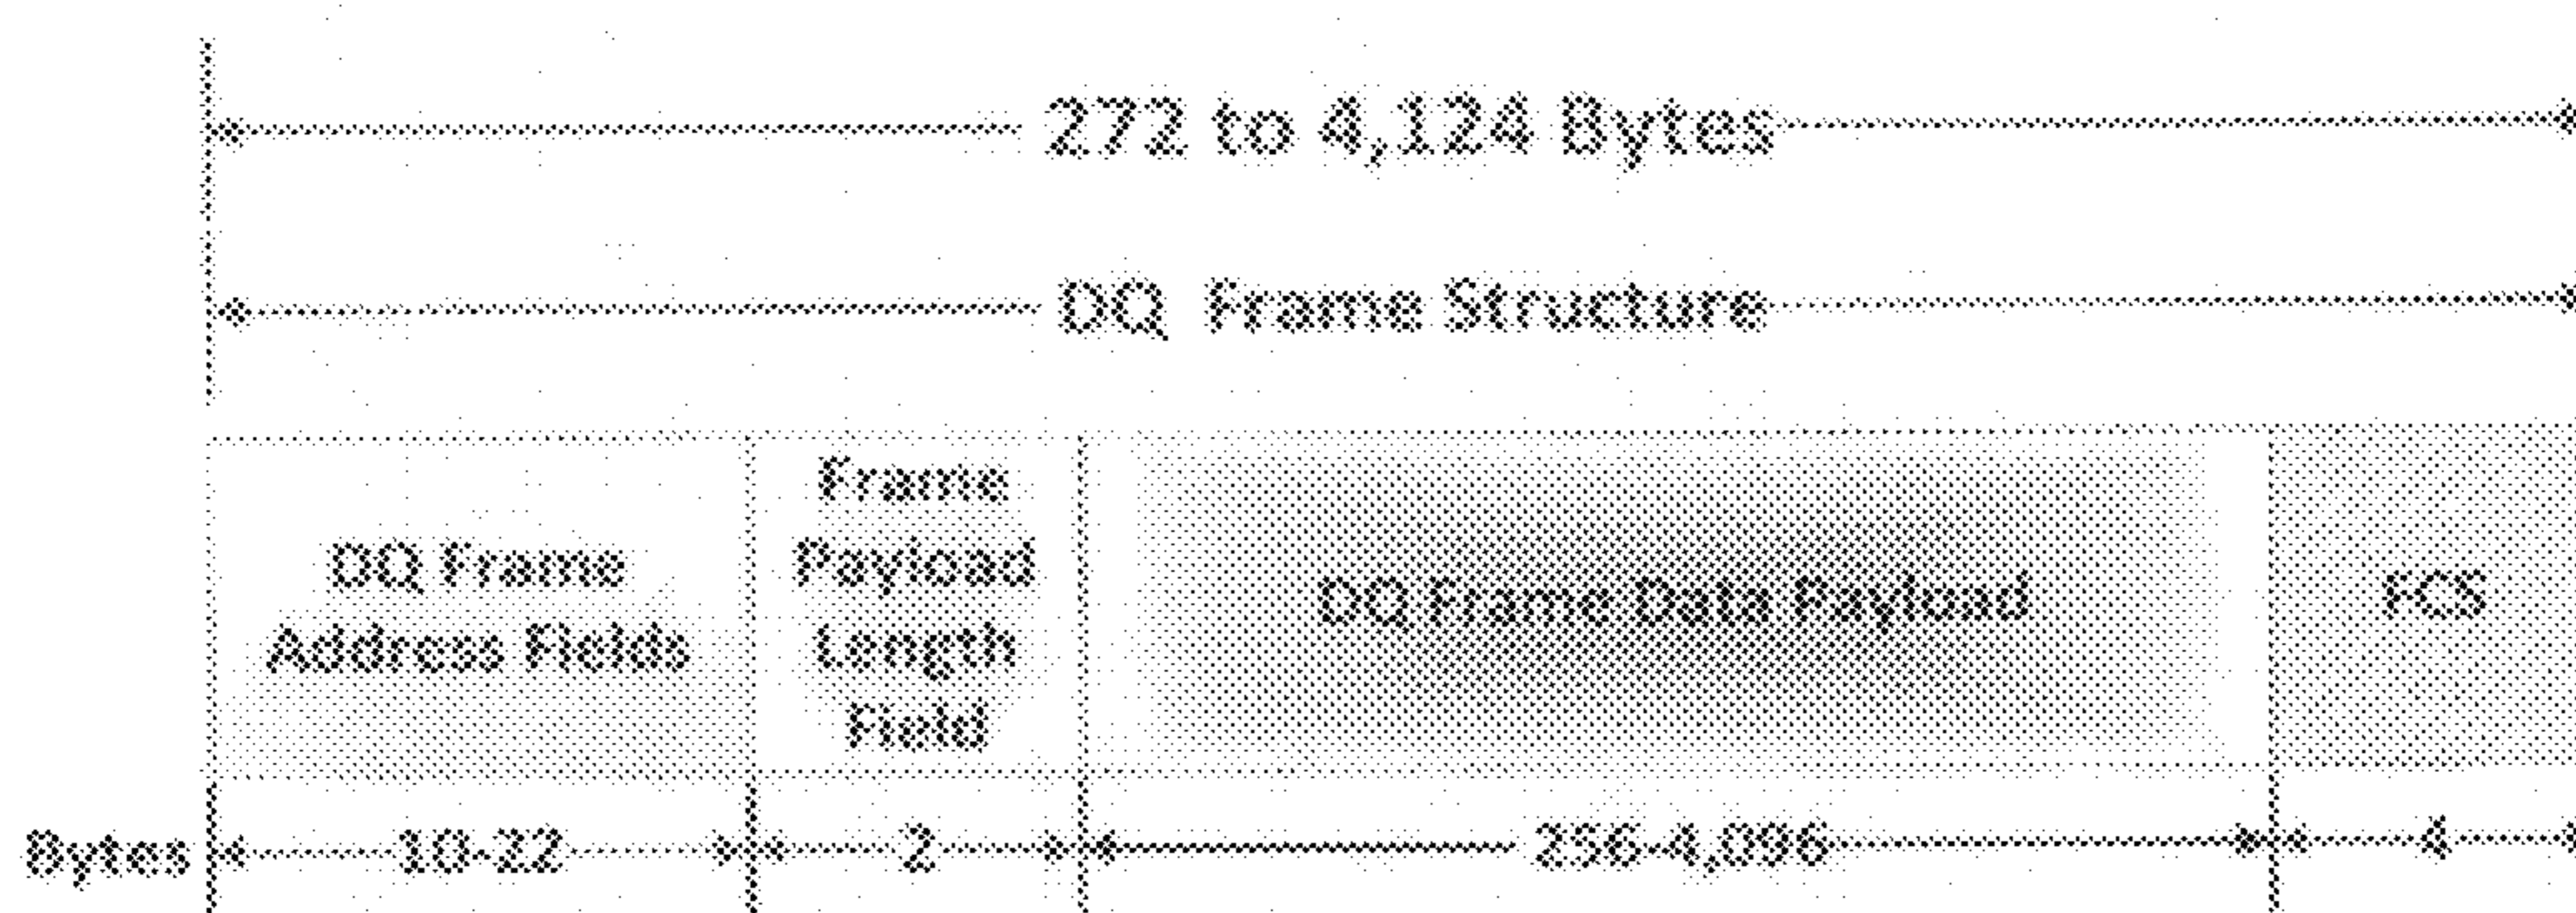 272 to 4,124 Bytes
DQ Frame Structure
DQ Frame
Address Fields
Frame
Payload
Length
Field
DQ Frame Data Payload
FCS
Bytes 10-22 2 256-4,096 4